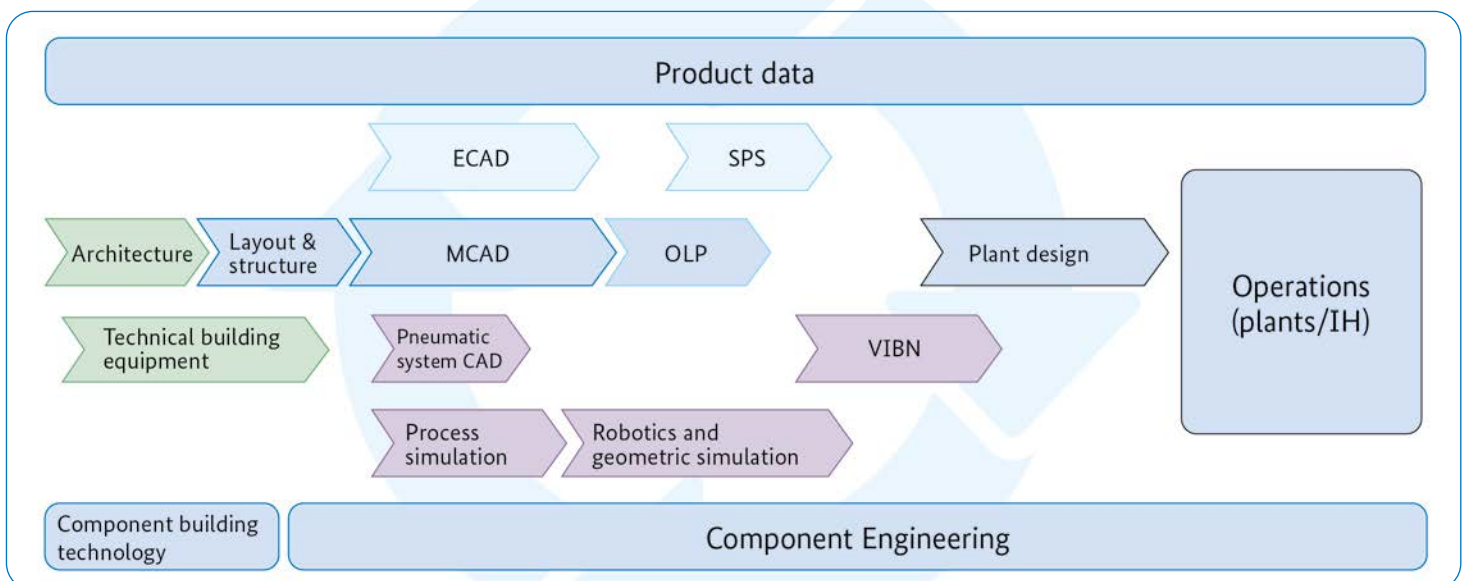 Product data
ECAD
SPS
Architecture
Layout &
structure
MCAD
OLP
Plant design
Operations
(plants/IH)
Technical building
equipment
Pneumatic
system CAD
VIBN
Process
simulation
Robotics and
geometric simulation
Component building
technology
Component Engineering